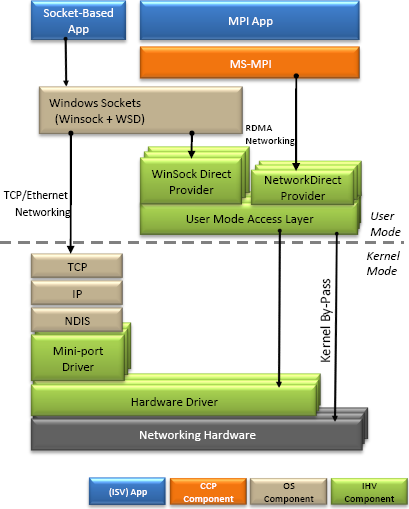 Socket-Based
App
MPI App
MS-MPI
Windows Sockets
(Winsock + WSD)
RDMA
Networking
WinSock Direct
Provider
NetworkDirect
Provider
TCP/Ethernet
Networking
User Mode Access Layer
User
Mode
Kernel
Mode
TCP
IP
NDIS
Mini-port
Driver
Kernel By-Pass
Hardware Driver
Networking Hardware
(ISV) App
CCP
Component
OS
Component
IHV
Component